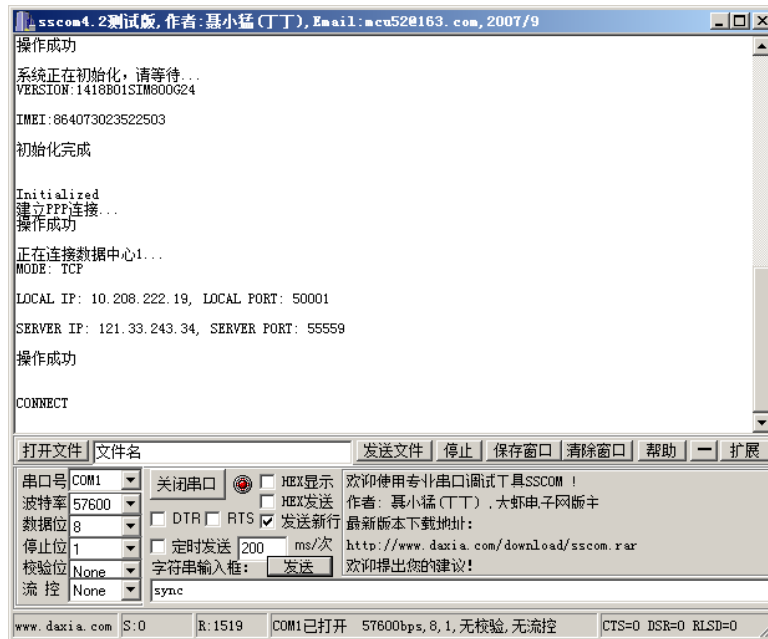 sscom4.2测试版,作者:聂小猛(丁丁),Email:mcu52@163.com,2007/9
操作成功
系统正在初始化，请等待...
VERSION:1418B01SIM800G24
IMEI:864073023522503
初始化完成
Initialized
建立PPP连接...
操作成功
正在连接数据中心1...
MODE: TCP
LOCAL IP: 10.208.222.19, LOCAL PORT: 50001
SERVER IP: 121.33.243.34, SERVER PORT: 55559
操作成功
CONNECT
打开文件 文件名 发送文件 停止 保存窗口 清除窗口 帮助 一 扩展
串口号 COM1 关闭串口 HEX显示
波特率 57600 HEX发送
数据位 8 DTR RTS 发送新行
停止位 1 定时发送 200 ms/次
校验位 None 字符串输入框: 发送
流 控 None sync
欢迎使用专业串口调试工具SSCOM !
作者: 聂小猛(丁丁),大虾电子网版主
最新版本下载地址:
http://www.daxia.com/download/sscom.rar
欢迎提出您的建议!
www.daxia.com S:0 R:1519 COM1已打开 57600bps,8,1,无校验,无流控 CTS=0 DSR=0 RLSD=0